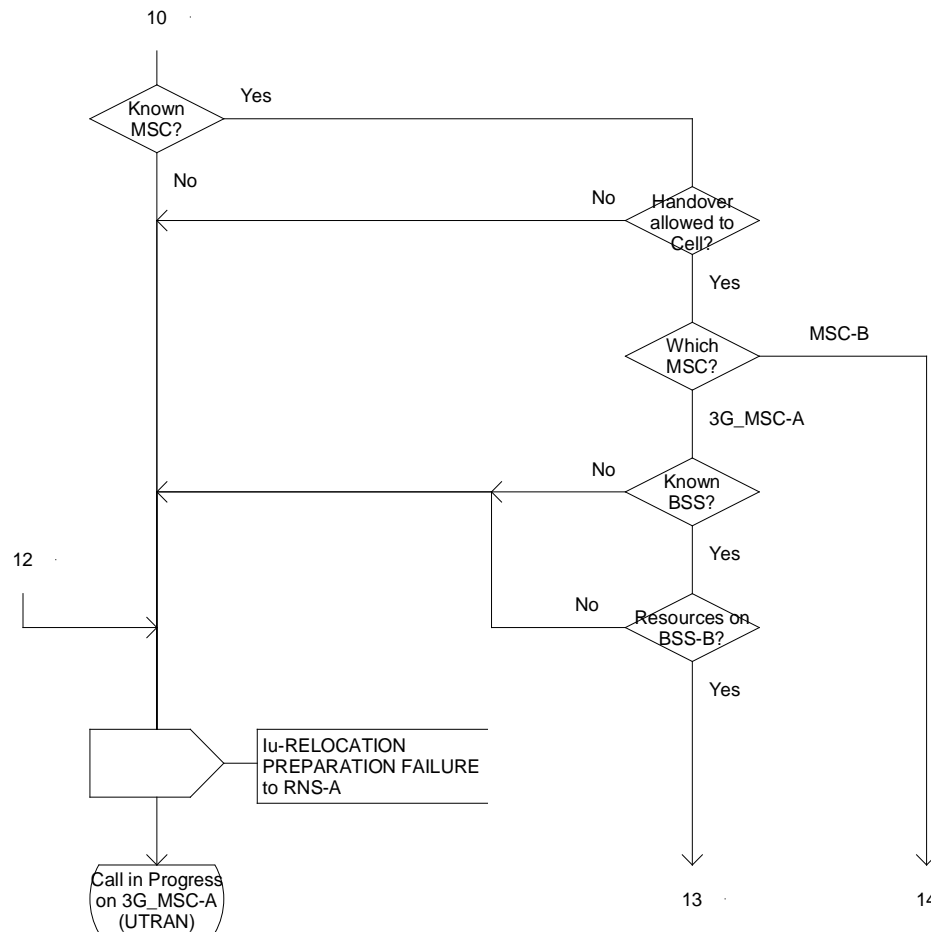 10
Yes
Known
MSC?
No
No
Handover
allowed to
Cell?
Yes
MSC-B
Which
MSC?
3G_MSC-A
No
Known
BSS?
Yes
12
No
Resources on
BSS-B?
Yes
Iu-RELOCATION
PREPARATION FAILURE
to RNS-A
Call in Progress
on 3G_MSC-A
(UTRAN)
13
14